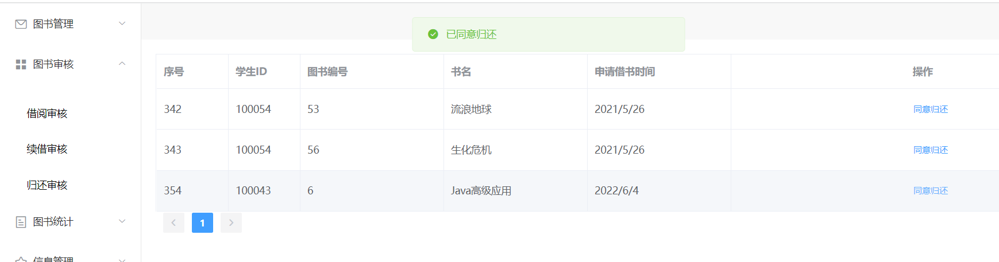 图书管理
图书审核
借阅审核
续借审核
归还审核
图书统计
信息管理
已同意归还
序号 学生ID 图书编号 书名 申请借书时间 操作
342 100054 53 流浪地球 2021/5/26 同意归还
343 100054 56 生化危机 2021/5/26 同意归还
354 100043 6 Java高级应用 2022/6/4 同意归还
1